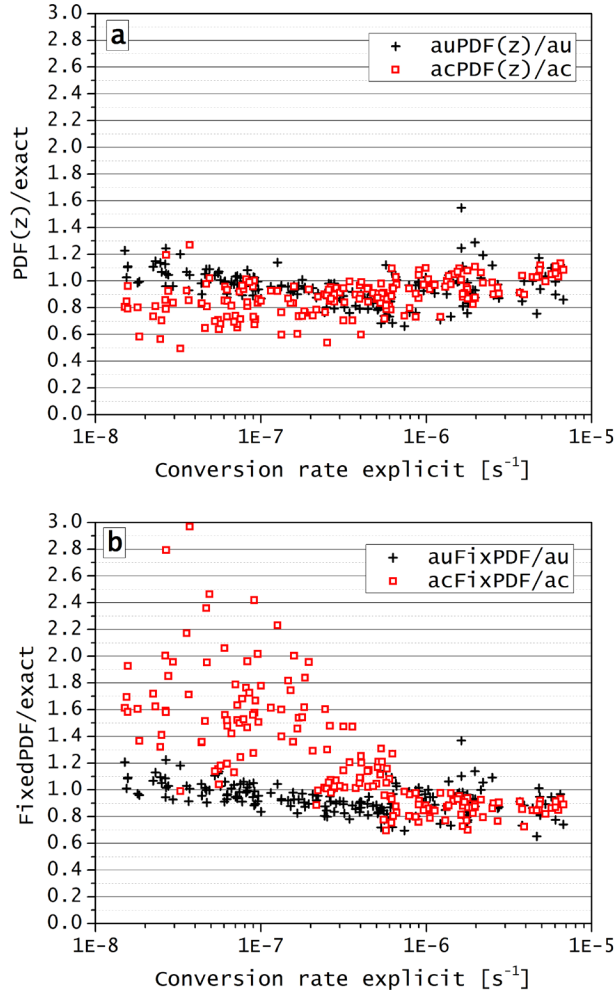 3.0
a
auPDF(z)/au
2.8
acPDF(z)/ac
2.6
2.4
2.2
2.0
1.8
1.6
1.4
1.2
1.0
0.8
0.6
0.4
0.2
0.0
PDF(z)/exact
1E-8 1E-7 1E-6 1E-5
Conversion rate explicit [s⁻¹]
3.0
b
auFixPDF/au
2.8
acFixPDF/ac
2.6
2.4
2.2
2.0
1.8
1.6
1.4
1.2
1.0
0.8
0.6
0.4
0.2
0.0
FixedPDF/exact
1E-8 1E-7 1E-6 1E-5
Conversion rate explicit [s⁻¹]